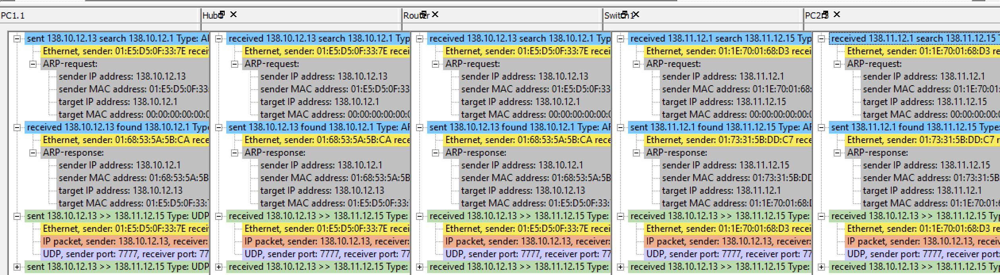 PC1.1
sent 138.10.12.13 search 138.10.12.1 Type:
Ethernet, sender: 01:E5:D5:0F:33:7E
ARP-request:
sender IP address: 138.10.12.13
sender MAC address: 01:E5:D5:0F:33:
target IP address: 138.10.12.1
target MAC address: 00:00:00:00:00:
received 138.10.12.13 found 138.10.12.1
Ethernet, sender: 01:68:53:5A:5B:CA
ARP-response:
sender IP address: 138.10.12.1
sender MAC address: 01:68:53:5A:5B
target IP address: 138.10.12.13
target MAC address: 01:E5:D5:0F:33:
sent 138.10.12.13 >> 138.11.12.15 Type: UDP
Ethernet, sender: 01:E5:D5:0F:33:7E
IP packet, sender: 138.10.12.13, receiver:
UDP, sender port: 7777, receiver port: 77
sent 138.10.12.13 >> 138.11.12.15 Type: UDP
received 138.10.12.13 search 138.10.12.1
Ethernet, sender: 01:E5:D5:0F:33:7E
ARP-request:
sender IP address: 138.10.12.13
sender MAC address: 01:E5:D5:0F:33
target IP address: 138.10.12.1
target MAC address: 00:00:00:00:00:
sent 138.10.12.13 found 138.10.12.1 Type:
Ethernet, sender: 01:68:53:5A:5B:CA
ARP-response:
sender IP address: 138.10.12.1
sender MAC address: 01:68:53:5A:5B
target IP address: 138.10.12.13
target MAC address: 01:E5:D5:0F:33:
received 138.10.12.13 >> 138.11.12.15 Type:
Ethernet, sender: 01:E5:D5:0F:33:7E
IP packet, sender: 138.10.12.13, receiver:
UDP, sender port: 7777, receiver port: 77
received 138.10.12.13 >> 138.11.12.15 Type:
Router
received 138.10.12.13 search 138.10.12.1
Ethernet, sender: 01:E5:D5:0F:33:7E
ARP-request:
sender IP address: 138.10.12.13
sender MAC address: 01:E5:D5:0F:33
target IP address: 138.10.12.1
target MAC address: 00:00:00:00:00:
sent 138.10.12.13 found 138.10.12.1 Type:
Ethernet, sender: 01:68:53:5A:5B:CA
ARP-response:
sender IP address: 138.10.12.1
sender MAC address: 01:68:53:5A:5B
target IP address: 138.10.12.13
target MAC address: 01:E5:D5:0F:33:
received 138.10.12.13 >> 138.11.12.15 Type:
Ethernet, sender: 01:E5:D5:0F:33:7E
IP packet, sender: 138.10.12.13, receiver:
UDP, sender port: 7777, receiver port: 77
received 138.10.12.13 >> 138.11.12.15 Type:
Switch1
received 138.11.12.1 search 138.11.12.15
Ethernet, sender: 01:1E:70:01:68:D3
ARP-request:
sender IP address: 138.11.12.1
sender MAC address: 01:1E:70:01:68:
target IP address: 138.11.12.15
target MAC address: 00:00:00:00:00:
sent 138.11.12.1 found 138.11.12.15 Type:
Ethernet, sender: 01:73:31:5B:DD:C7
ARP-response:
sender IP address: 138.11.12.15
sender MAC address: 01:73:31:5B:
target IP address: 138.11.12.1
target MAC address: 01:1E:70:01:68:
received 138.10.12.13 >> 138.11.12.15 Type:
Ethernet, sender: 01:1E:70:01:68:D3
IP packet, sender: 138.10.12.13, receiver:
UDP, sender port: 7777, receiver port: 77
received 138.10.12.13 >> 138.11.12.15 Type:
received 138.11.12.1 search 138.11.12.15
Ethernet, sender: 01:1E:70:01:68:D3
ARP-request:
sender IP address: 138.11.12.1
sender MAC address: 01:1E:70:01:
target IP address: 138.11.12.15
target MAC address: 00:00:00:00:
sent 138.11.12.1 found 138.11.12.15 Type:
Ethernet, sender: 01:73:31:5B:DD:C7
ARP-response:
sender IP address: 138.11.12.15
sender MAC address: 01:73:31:5B
target IP address: 138.11.12.1
target MAC address: 01:1E:70:01:
received 138.10.12.13 >> 138.11.12.15
Ethernet, sender: 01:1E:70:01:68:D3
IP packet, sender: 138.10.12.13,
UDP, sender port: 7777, receiver port:
received 138.10.12.13 >> 138.11.12.15